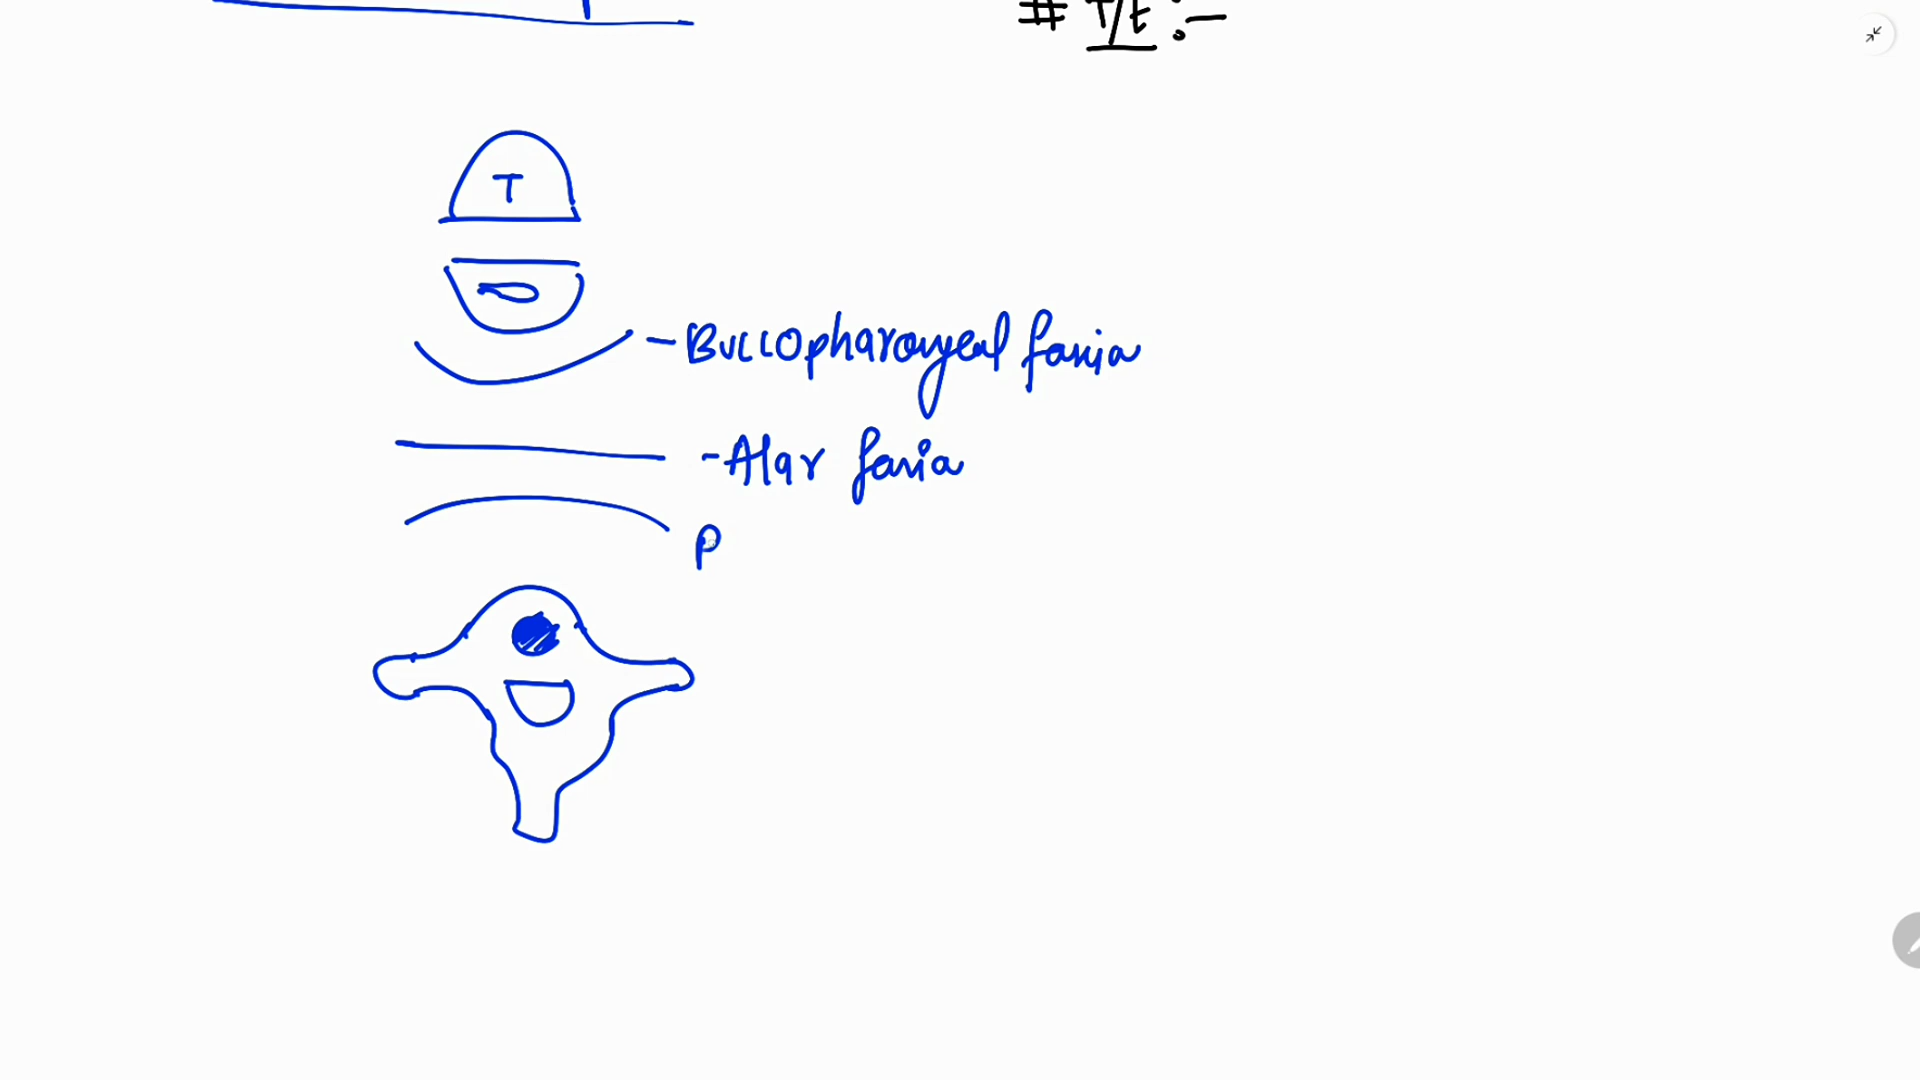 # T/t :-
T
- Buccopharyngeal fascia
- Alar fascia
P